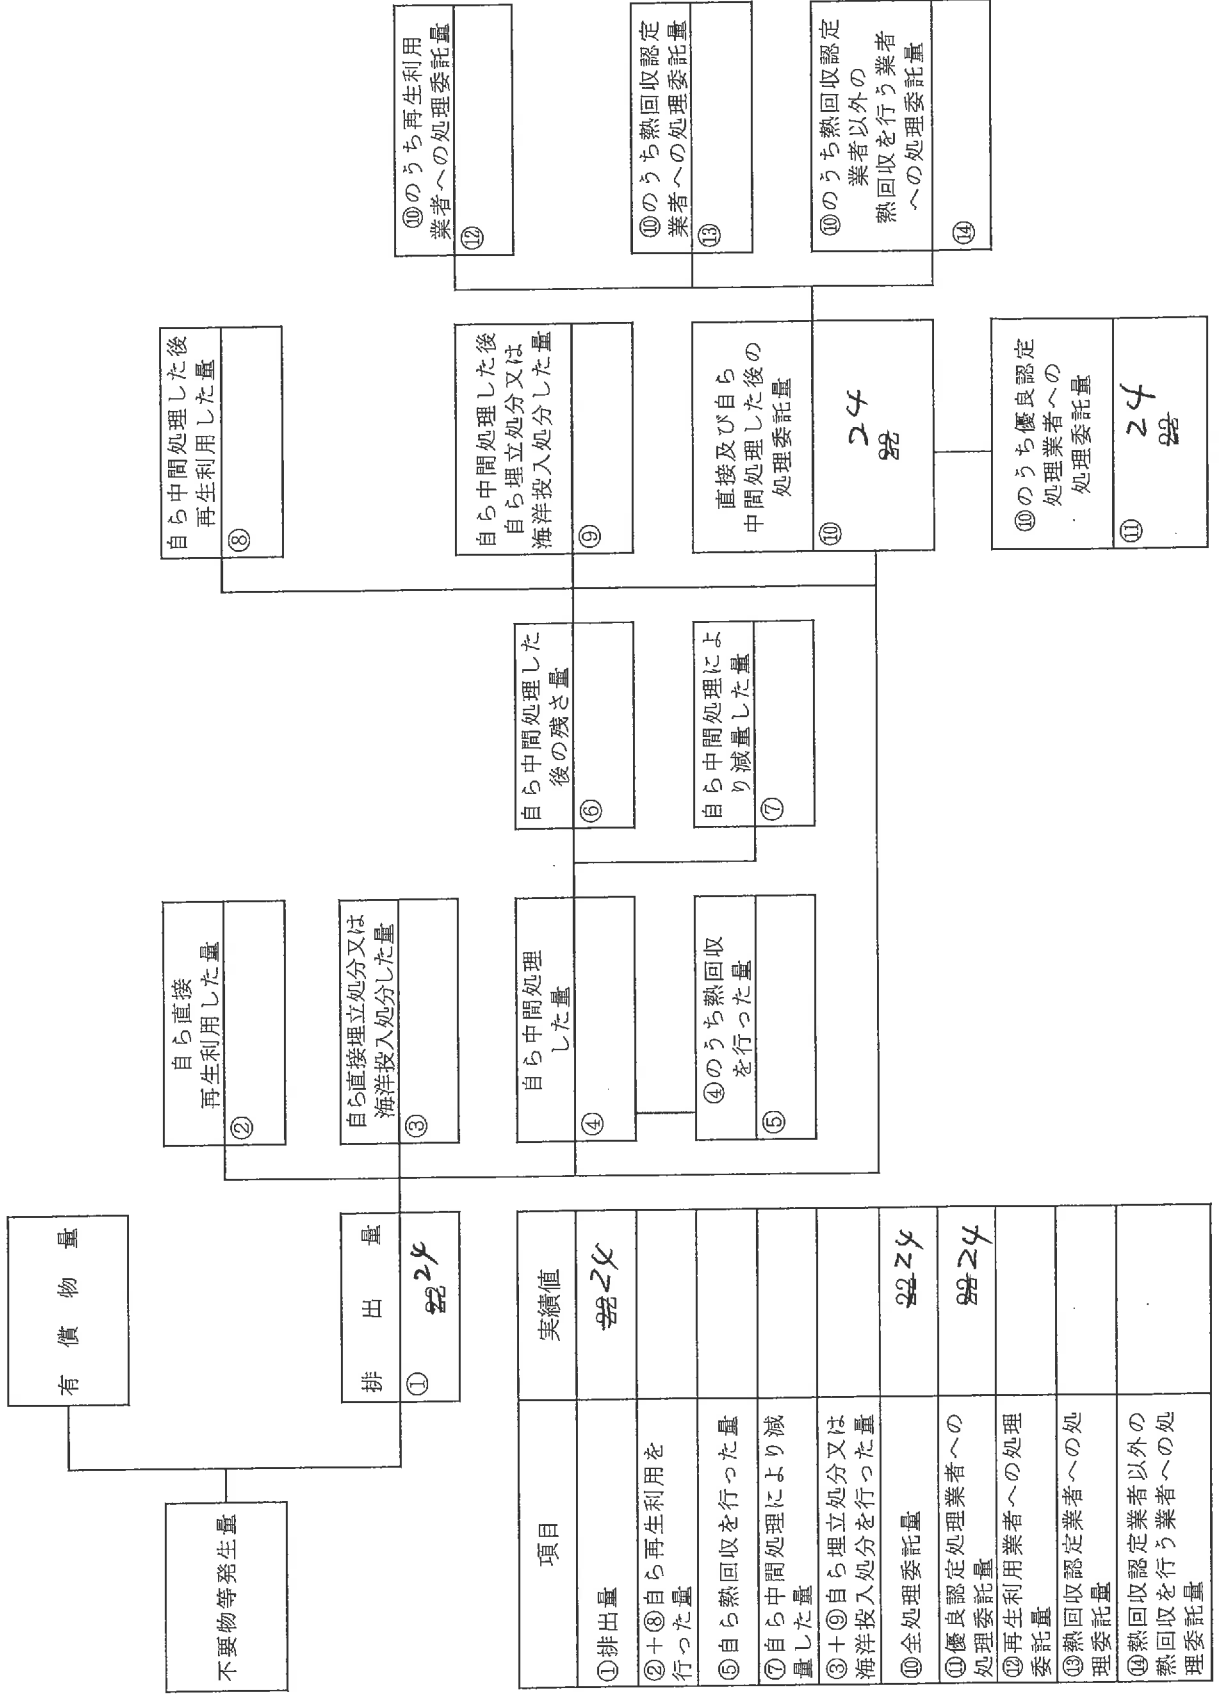 不要物等発生量
有償物量
排出量
①
22 24
自ら直接
再生利用した量
②
自ら直接埋立処分又は
海洋投入処分した量
③
自ら中間処理
した量
④
④のうち熱回収
を行った量
⑤
自ら中間処理した
後の残さ量
⑥
自ら中間処理によ
り減量した量
⑦
自ら中間処理した後
再生利用した量
⑧
自ら中間処理した後
自ら埋立処分又は
海洋投入処分した量
⑨
直接及び自ら
中間処理した後の
処理委託量
⑩
24
22
⑩のうち優良認定
処理業者への
処理委託量
⑪
24
22
⑩のうち再生利用
業者への処理委託量
⑫
⑩のうち熱回収認定
業者への処理委託量
⑬
⑩のうち熱回収認定
業者以外の
熱回収を行う業者
への処理委託量
⑭
項目 実績値
①排出量 22 24
②+⑧自ら再生利用を
行った量
⑤自ら熱回収を行った量
⑦自ら中間処理により減
量した量
③+⑨自ら埋立処分又は
海洋投入処分を行った量
⑩全処理委託量 22 24
⑪優良認定処理業者への
処理委託量 22 24
⑫再生利用業者への処理
委託量
⑬熱回収認定業者への処
理委託量
⑭熱回収認定業者以外の
熱回収を行う業者への処
理委託量